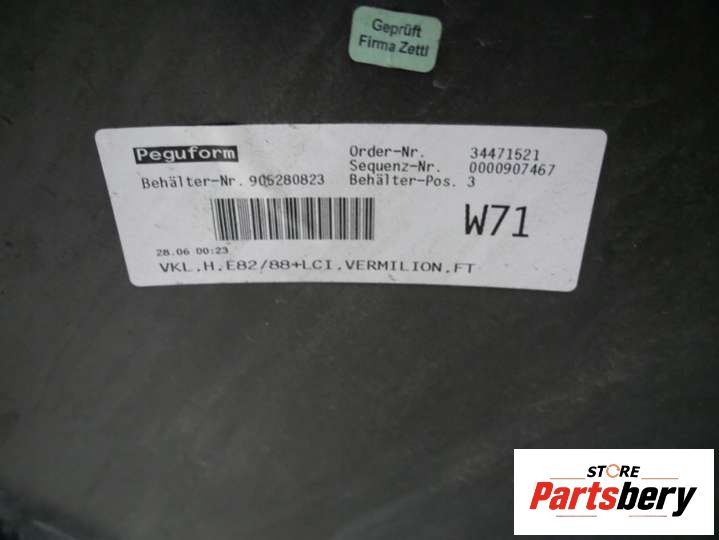 Geprüft
Firma Zettl
Peguform
Order-Nr. 34471521
Sequenz-Nr. 0000907467
Behälter-Nr. 905280823 Behälter-Pos. 3
W71
28.06 00:23
VKL.H.E82/88+LCI.VERMILION.FT
STORE
Partsbery